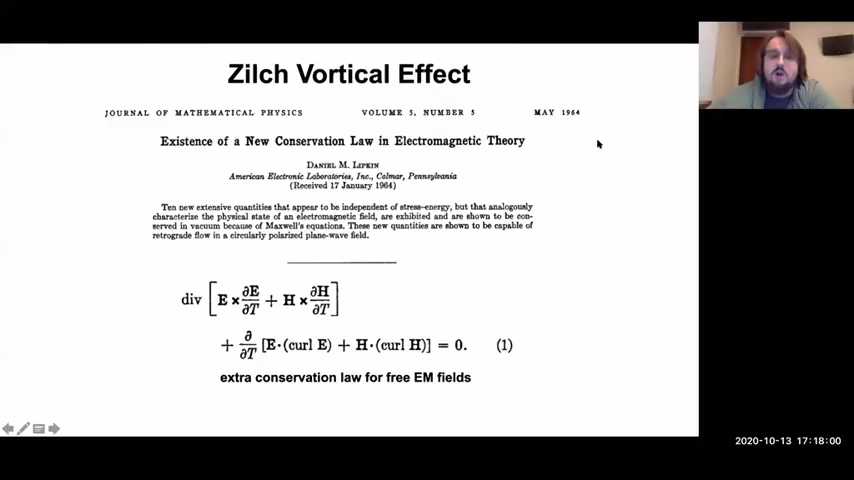 Zilch Vortical Effect
JOURNAL OF MATHEMATICAL PHYSICS VOLUME 5, NUMBER 5 MAY 1964
Existence of a New Conservation Law in Electromagnetic Theory
DANIEL M. LIPKIN
American Electronic Laboratories, Inc., Colmar, Pennsylvania
(Received 17 January 1964)
Ten new extensive quantities that appear to be independent of stress-energy, but that analogously
characterize the physical state of an electromagnetic field, are exhibited and are shown to be con-
served in vacuum because of Maxwell's equations. These new quantities are shown to be capable of
retrograde flow in a circularly polarized plane-wave field.
div [E × ∂E/∂T + H × ∂H/∂T]
+ ∂/∂T [E·(curl E) + H·(curl H)] = 0. (1)
extra conservation law for free EM fields
2020-10-13 17:18:00